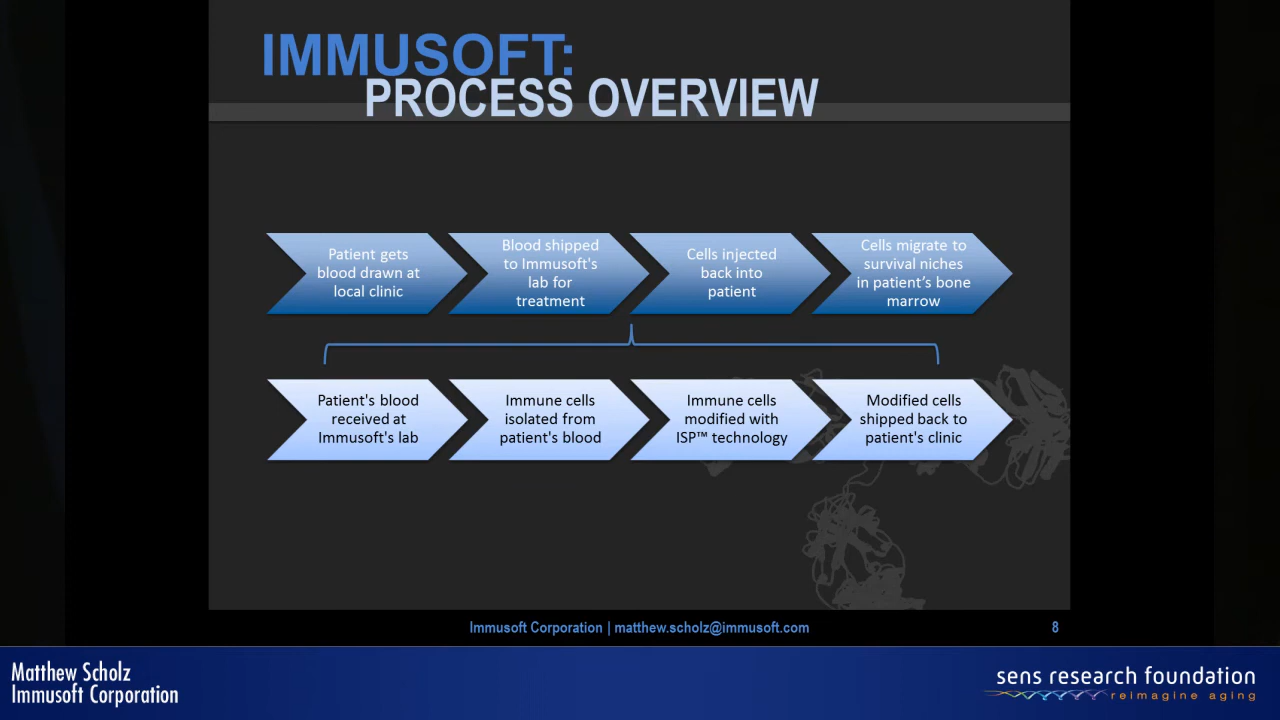 IMMUSOFT:
PROCESS OVERVIEW
Patient gets
blood drawn at
local clinic
Blood shipped
to Immusoft's
lab for
treatment
Cells injected
back into
patient
Cells migrate to
survival niches
in patient’s bone
marrow
Patient's blood
received at
Immusoft's lab
Immune cells
isolated from
patient's blood
Immune cells
modified with
ISP™ technology
Modified cells
shipped back to
patient's clinic
Immusoft Corporation | matthew.scholz@immusoft.com
8
Matthew Scholz
Immusoft Corporation
sens research foundation
reimagine aging